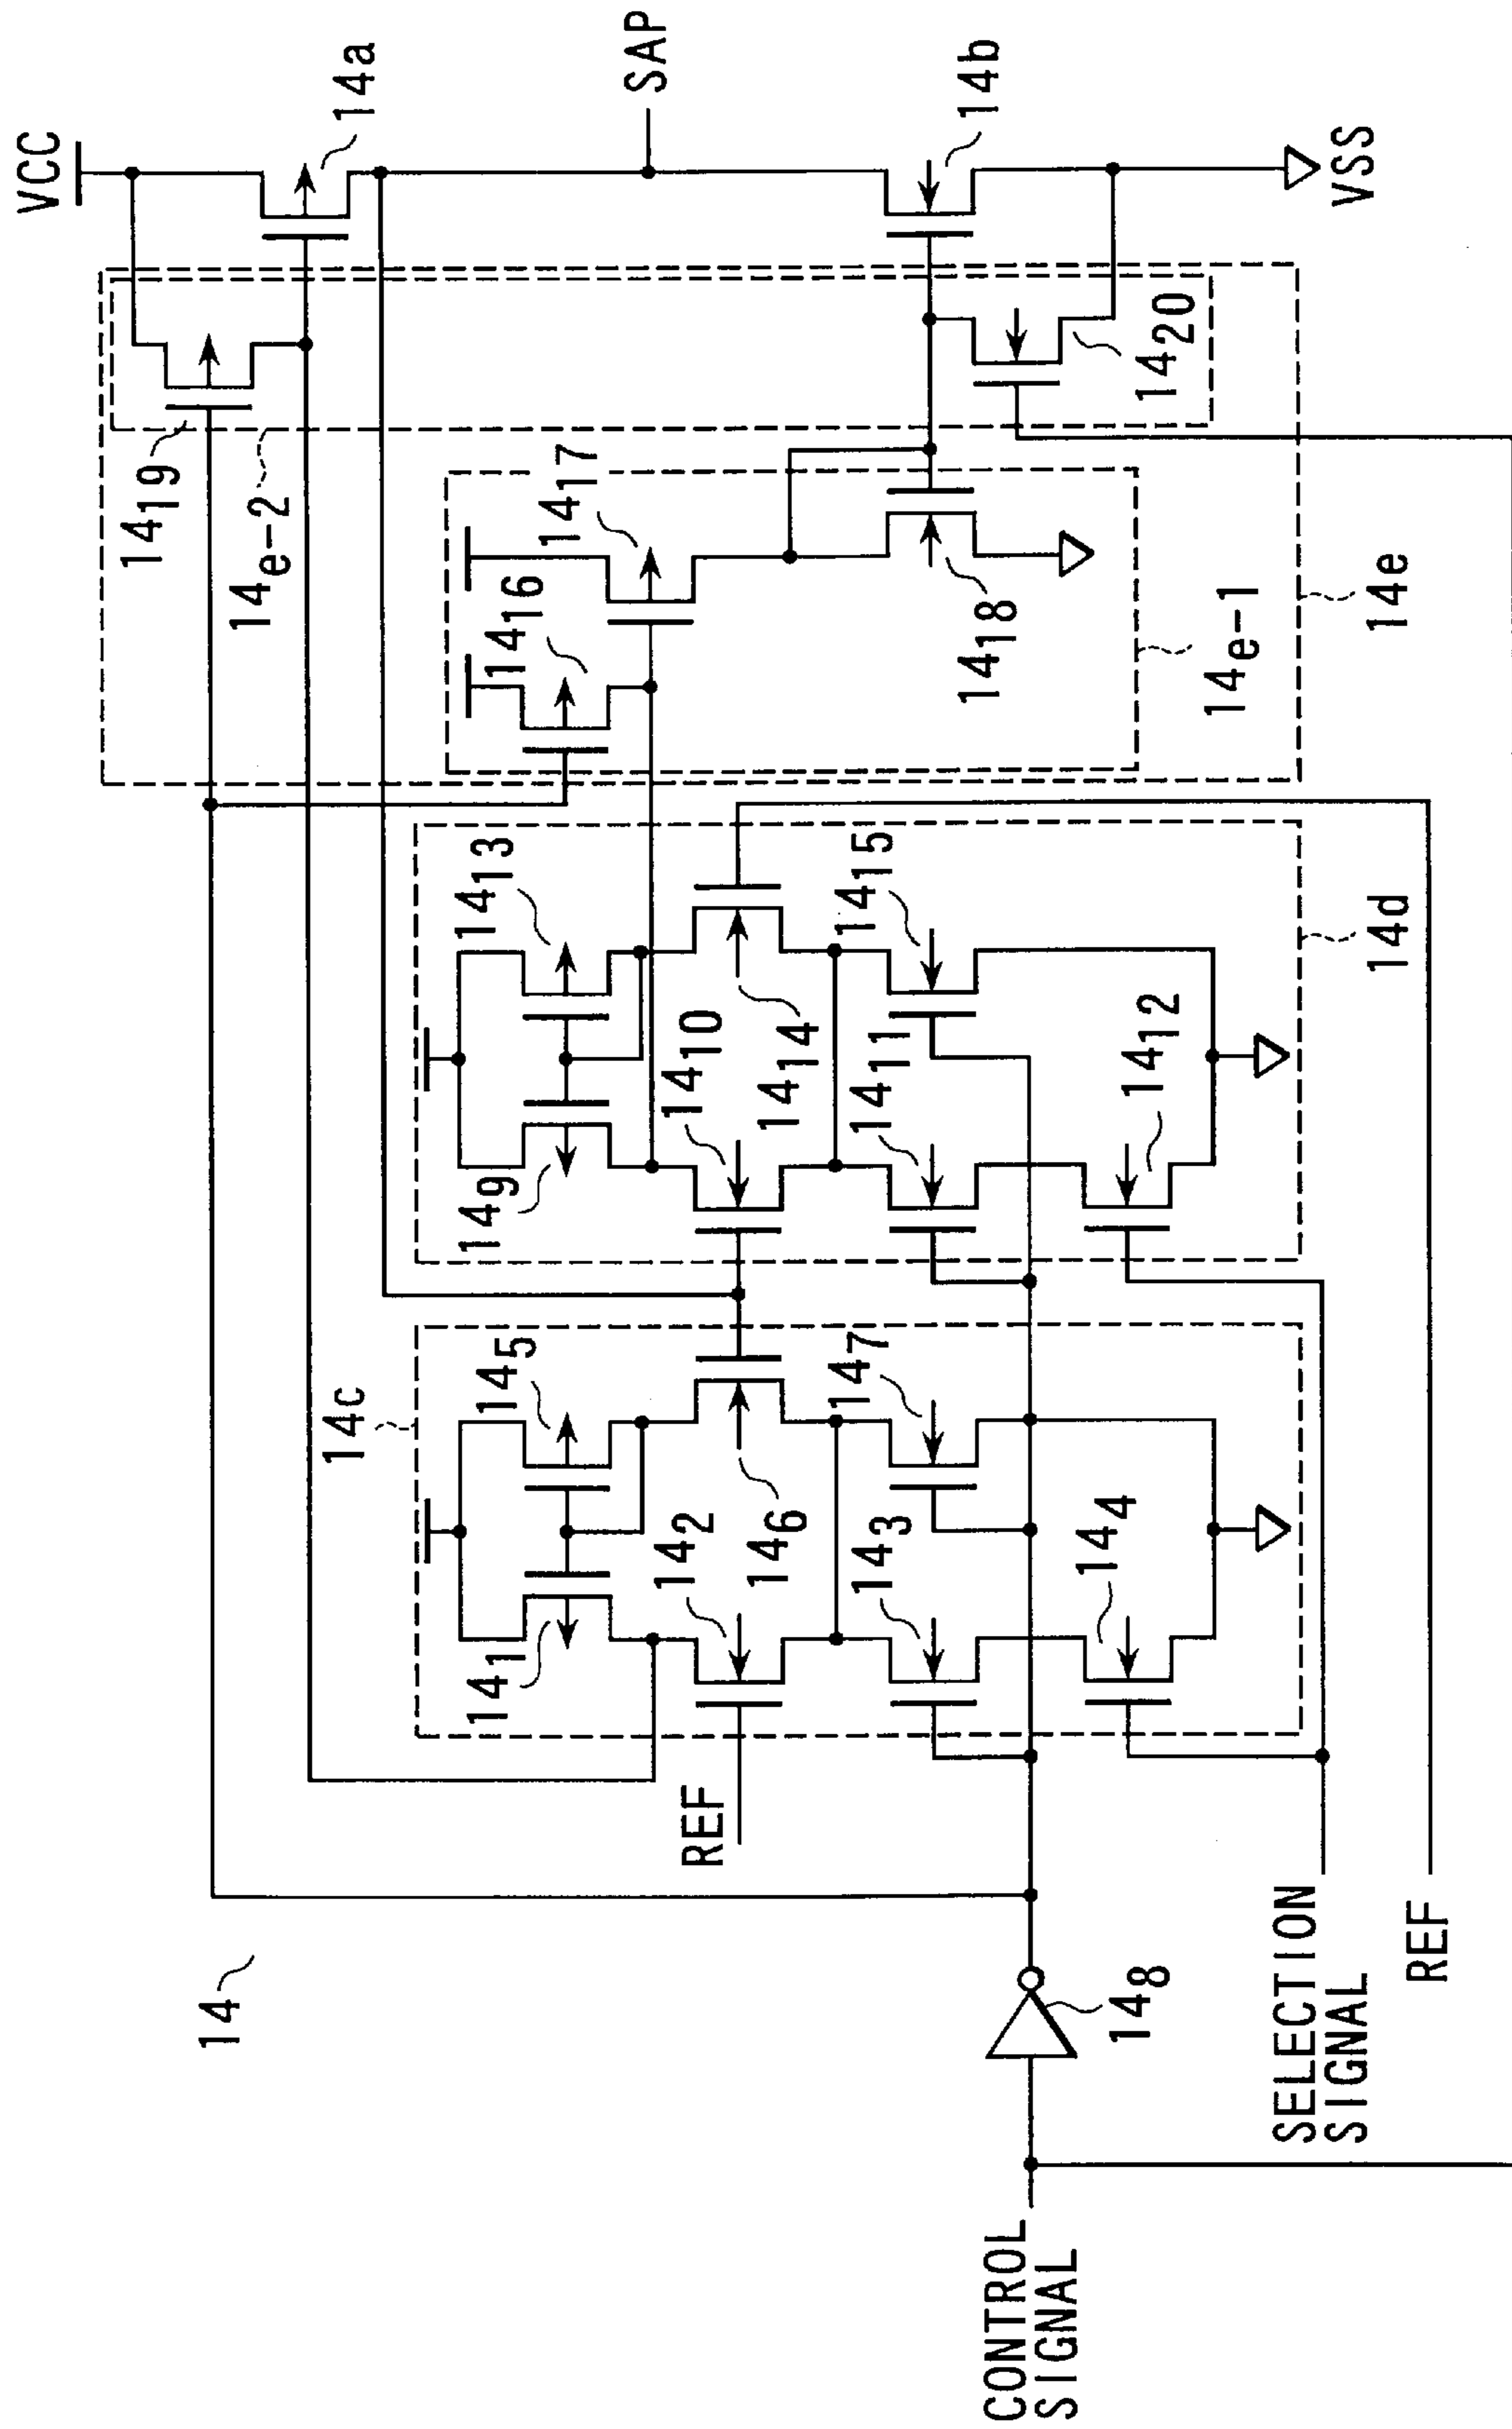 14
VCC
14a
SAP
14b
VSS
14₁₉
14e-2
14₁₇
14₁₆
14₁₈
14₂₀
14e-1
14e
14c
14₁
14₅
14₂
14₆
14₃
14₇
14₄
14₉
14₁₃
14₁₀
14₁₄
14₁₁
14₁₅
14₁₂
14d
REF
14₈
CONTROL
SIGNAL
SELECTION
SIGNAL
REF